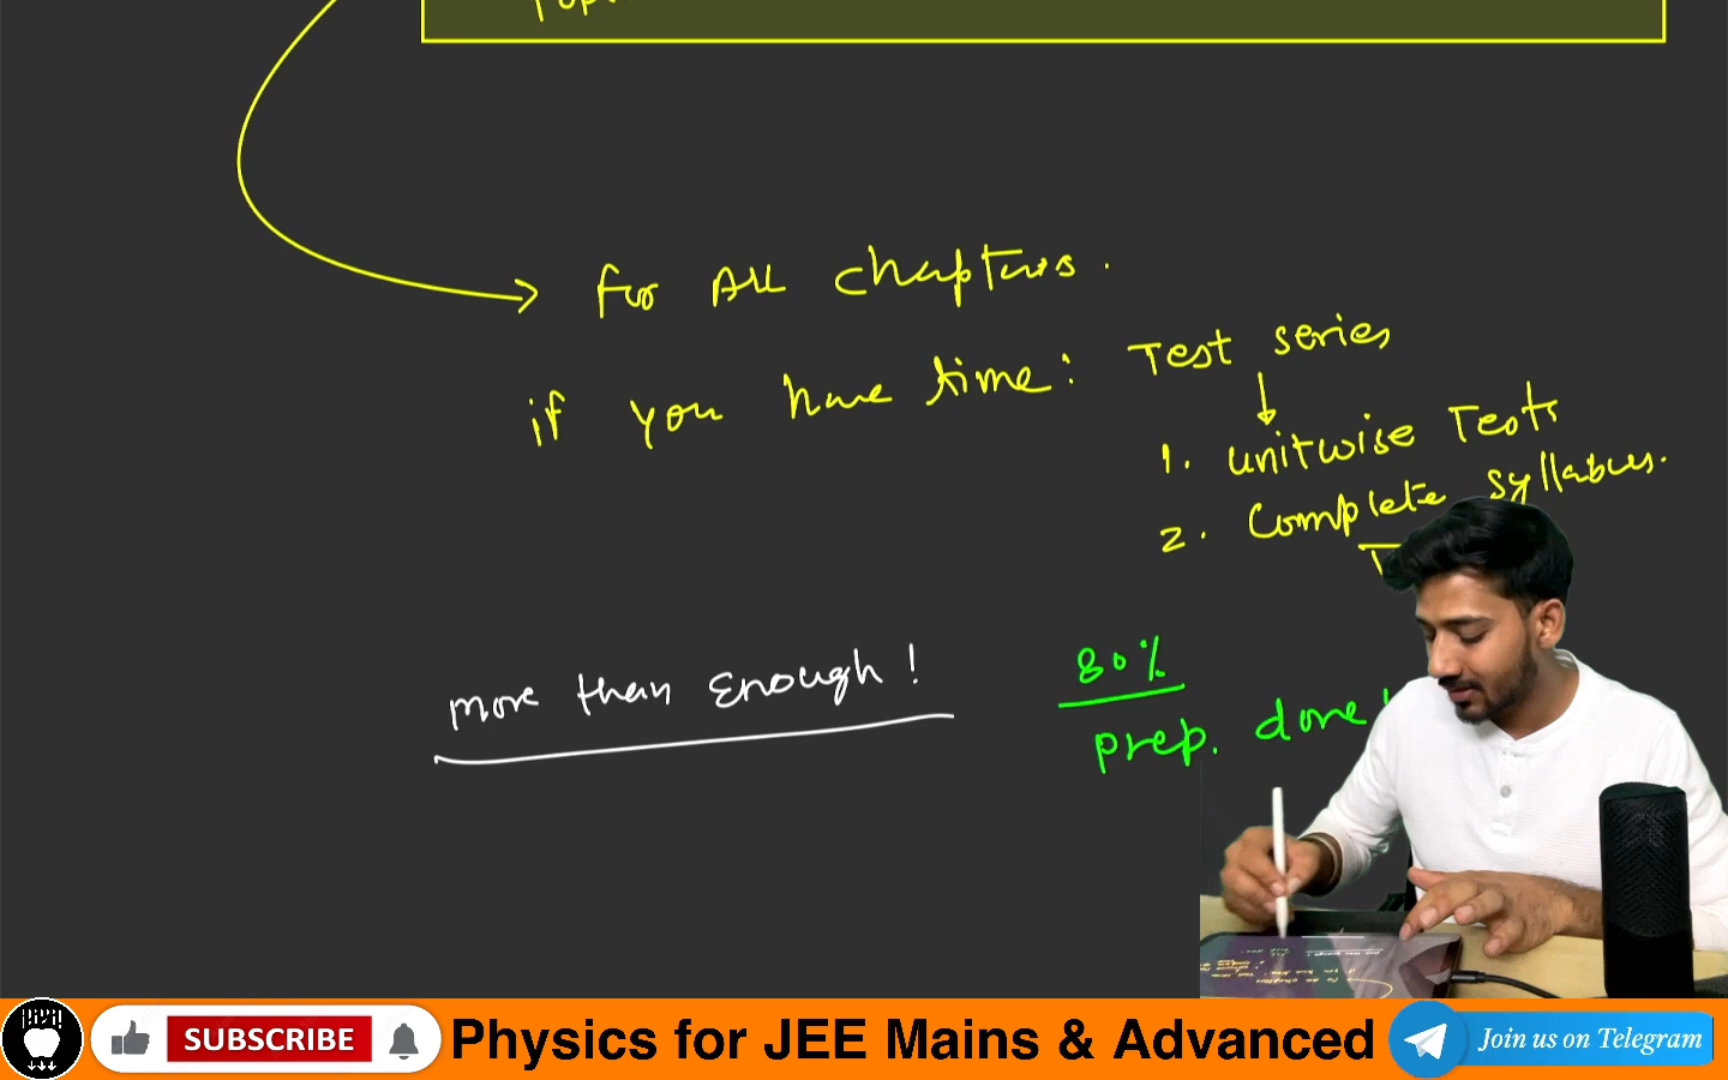 for All chapters.
if you have time: Test series
1. unitwise Tests
2. Complete syllabus.
more than Enough!
80%
prep. done!
SUBSCRIBE
Physics for JEE Mains & Advanced
Join us on Telegram